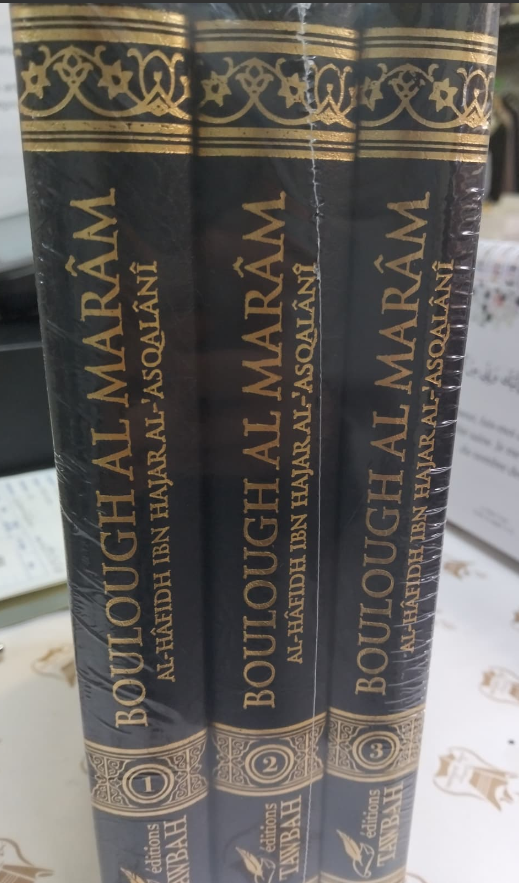 BOULOUGH AL MARÂM
AL-HÂFIDH IBN HAJAR AL-'ASQALÂNÎ
1
éditions
TAWBAH
BOULOUGH AL MARÂM
AL-HÂFIDH IBN HAJAR AL-'ASQALÂNÎ
2
éditions
TAWBAH
BOULOUGH AL MARÂM
AL-HÂFIDH IBN HAJAR AL-'ASQALÂNÎ
3
éditions
TAWBAH